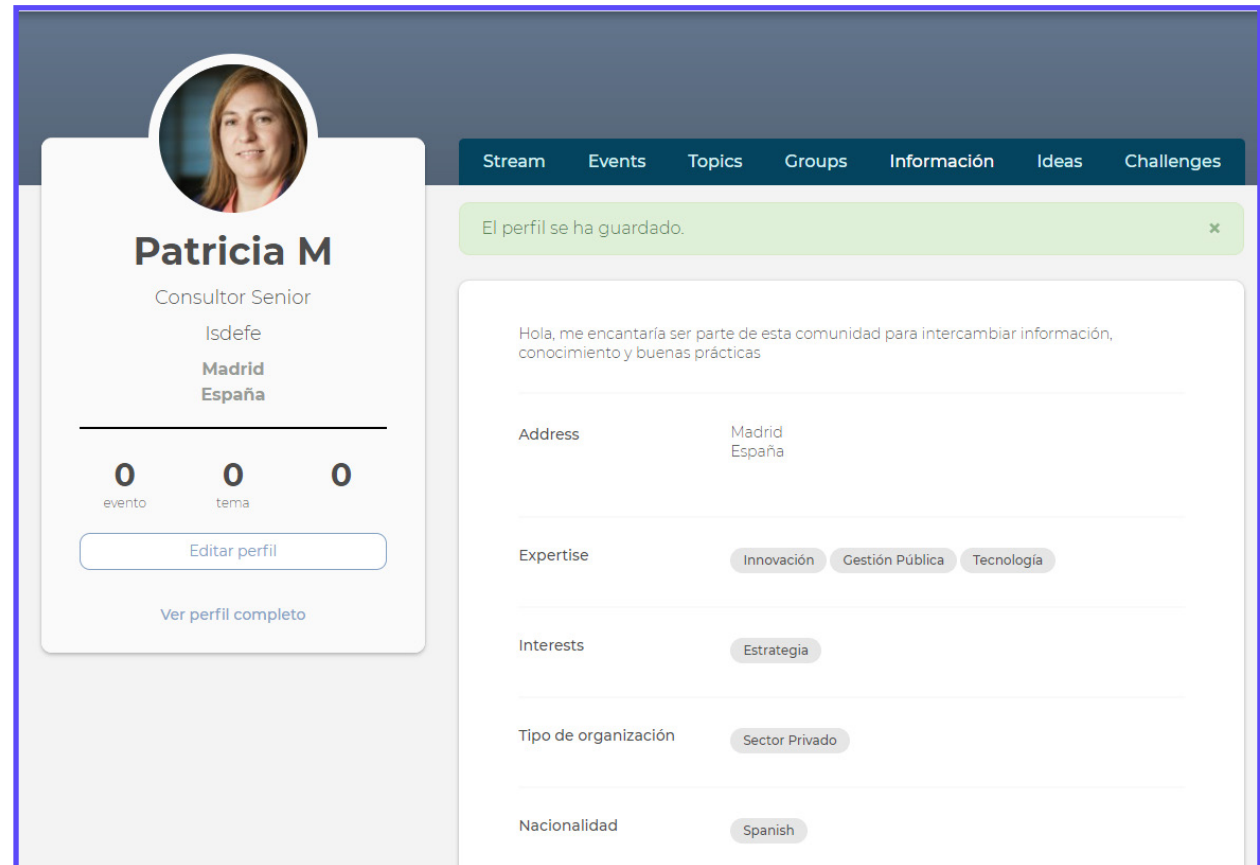 Stream Events Topics Groups Información Ideas Challenges
El perfil se ha guardado. ×
Patricia M
Consultor Senior
Isdefe
Madrid
España
0 0 0
evento tema
Editar perfil
Ver perfil completo
Hola, me encantaría ser parte de esta comunidad para intercambiar información,
conocimiento y buenas prácticas
Address Madrid
España
Expertise Innovación Gestión Pública Tecnología
Interests Estrategia
Tipo de organización Sector Privado
Nacionalidad Spanish